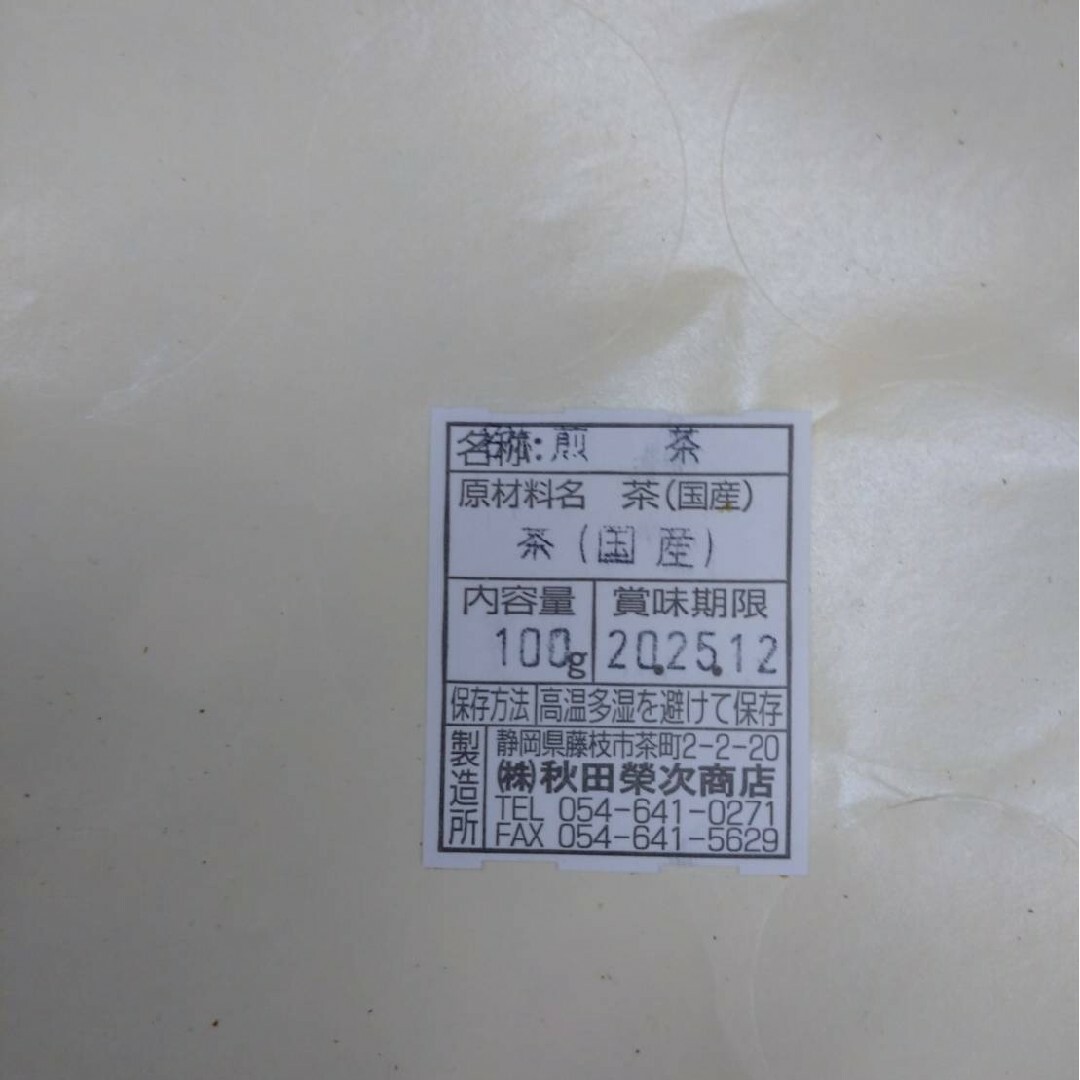 名称:煎 茶
原材料名 茶(国産)
茶(国産)
内容量 賞味期限
100g 2025.12
保存方法 高温多湿を避けて保存
製造所
静岡県藤枝市茶町2-2-20
㈱秋田榮次商店
TEL 054-641-0271
FAX 054-641-5629